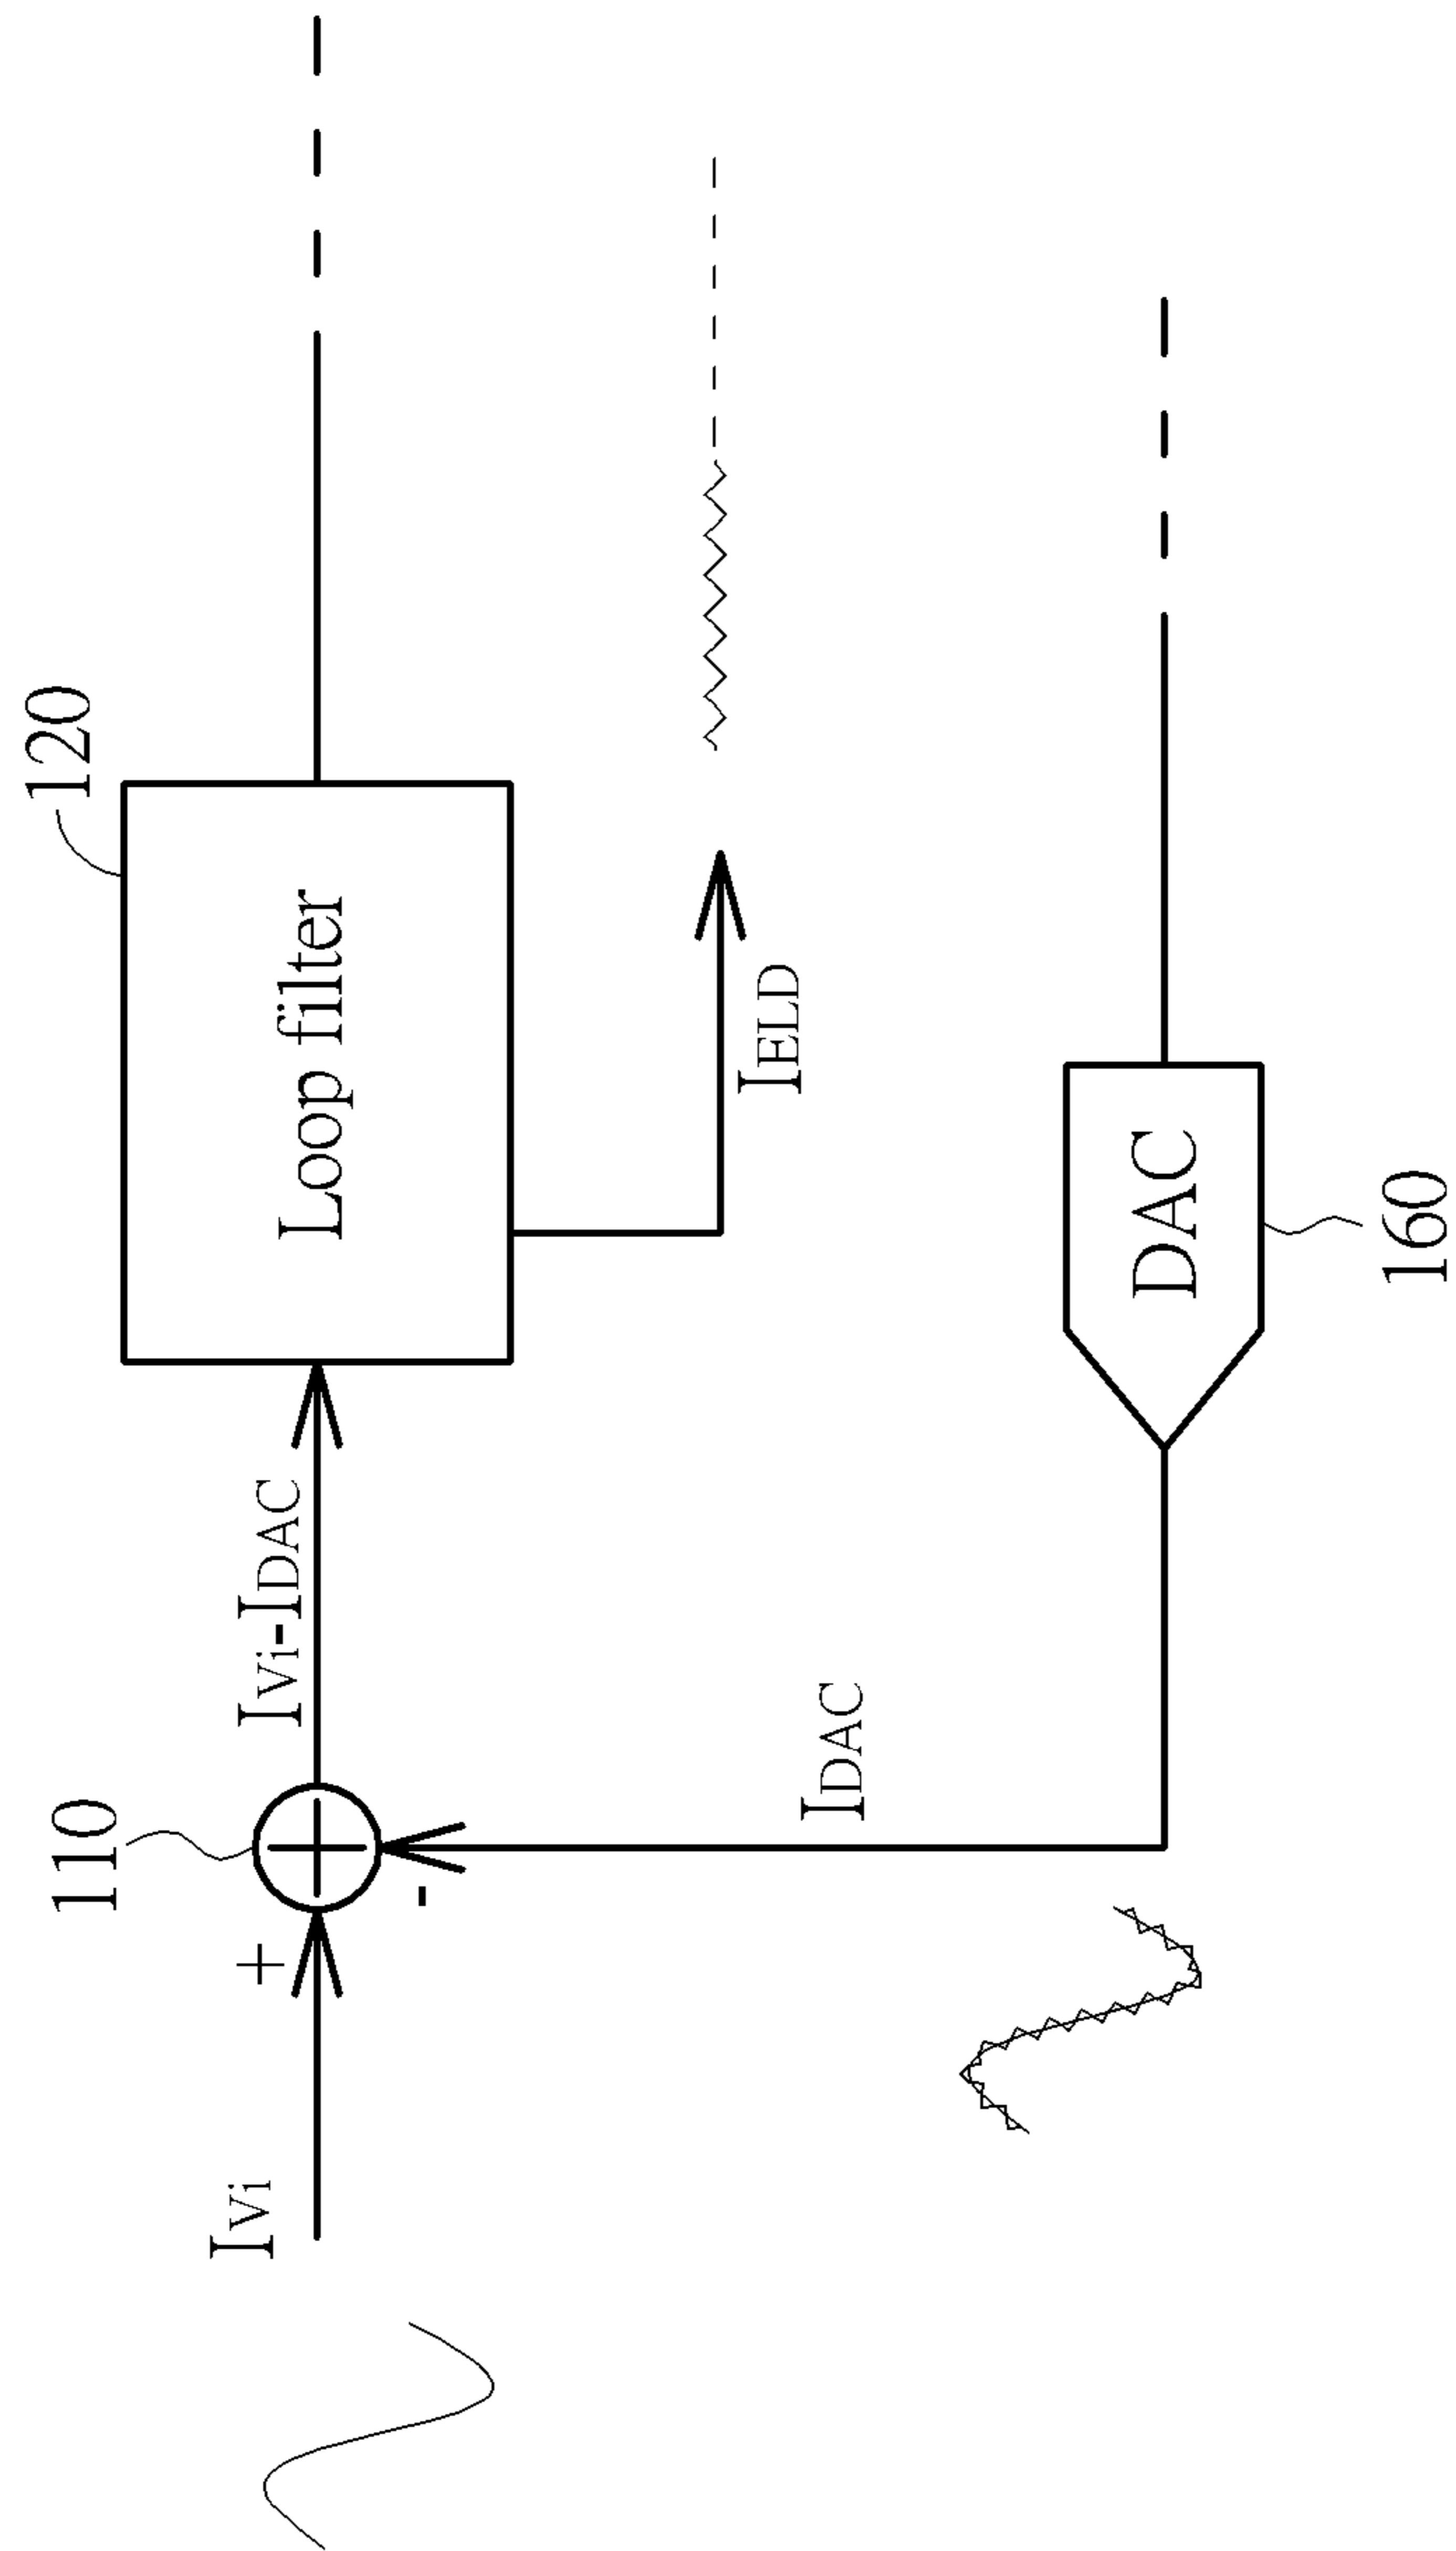 110
120
+
IVi
IVi-IDAC
Loop filter
-
IELD
IDAC
DAC
160